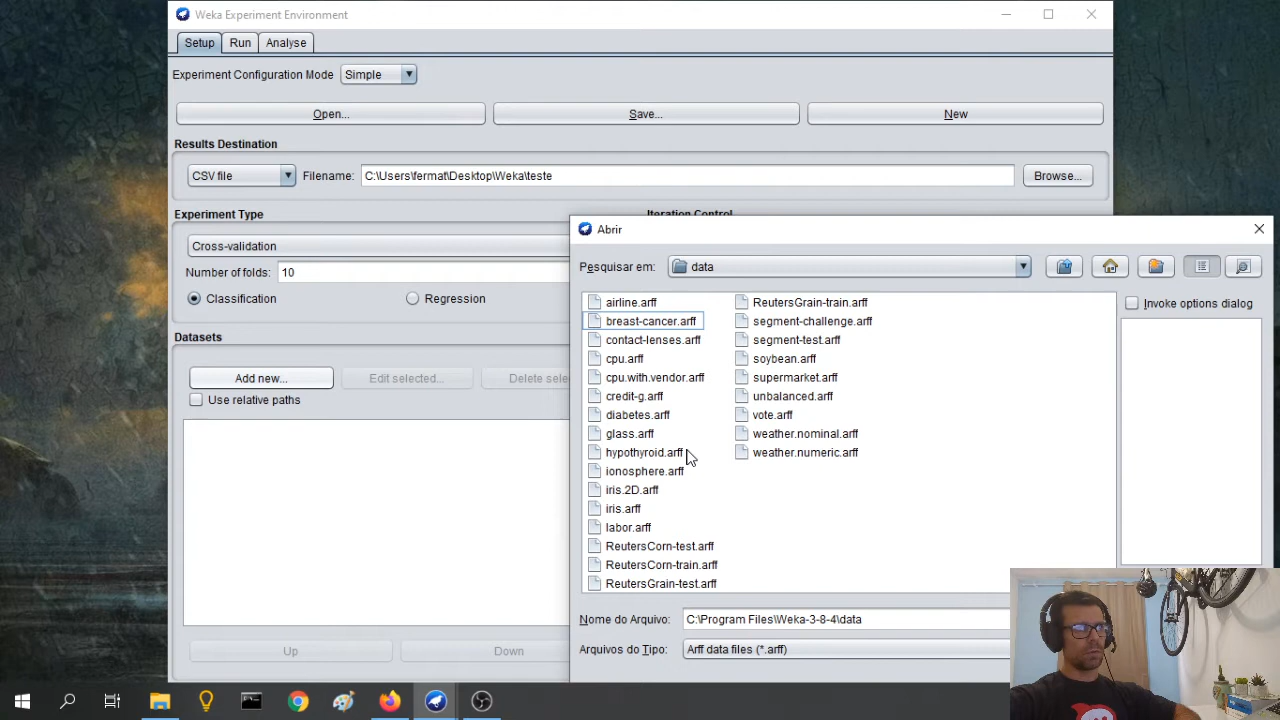 Weka Experiment Environment
Setup Run Analyse
Experiment Configuration Mode Simple
Open... Save... New
Results Destination
CSV file Filename: C:\Users\fermat\Desktop\Weka\teste Browse...
Experiment Type Iteration Control
Cross-validation
Number of folds: 10
Classification Regression
Datasets
Add new... Edit selected... Delete sele
Use relative paths
Up Down
Abrir
Pesquisar em: data
Invoke options dialog
airline.arff
breast-cancer.arff
contact-lenses.arff
cpu.arff
cpu.with.vendor.arff
credit-g.arff
diabetes.arff
glass.arff
hypothyroid.arff
ionosphere.arff
iris.2D.arff
iris.arff
labor.arff
ReutersCorn-test.arff
ReutersCorn-train.arff
ReutersGrain-test.arff
ReutersGrain-train.arff
segment-challenge.arff
segment-test.arff
soybean.arff
supermarket.arff
unbalanced.arff
vote.arff
weather.nominal.arff
weather.numeric.arff
Nome do Arquivo: C:\Program Files\Weka-3-8-4\data
Arquivos do Tipo: Arff data files (*.arff)